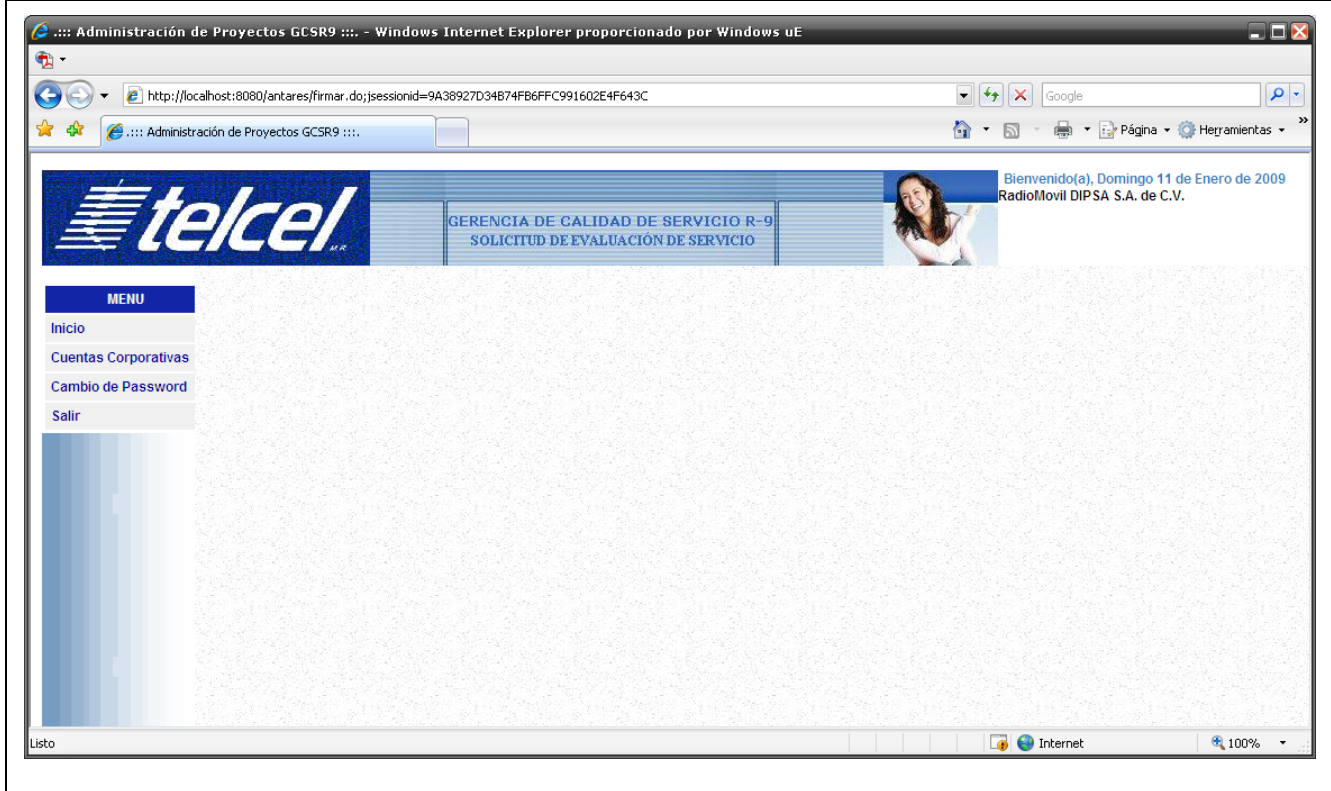 .::: Administración de Proyectos GCSR9 :::. - Windows Internet Explorer proporcionado por Windows uE
http://localhost:8080/antares/firmar.do;jsessionid=9A38927D34B74FB6FFC991602E4F643C
Google
.::: Administración de Proyectos GCSR9 :::.
Página
Herramientas
»
telcel
M.R.
GERENCIA DE CALIDAD DE SERVICIO R-9
SOLICITUD DE EVALUACIÓN DE SERVICIO
Bienvenido(a), Domingo 11 de Enero de 2009
RadioMovil DIPSA S.A. de C.V.
MENU
Inicio
Cuentas Corporativas
Cambio de Password
Salir
Listo
Internet
100%